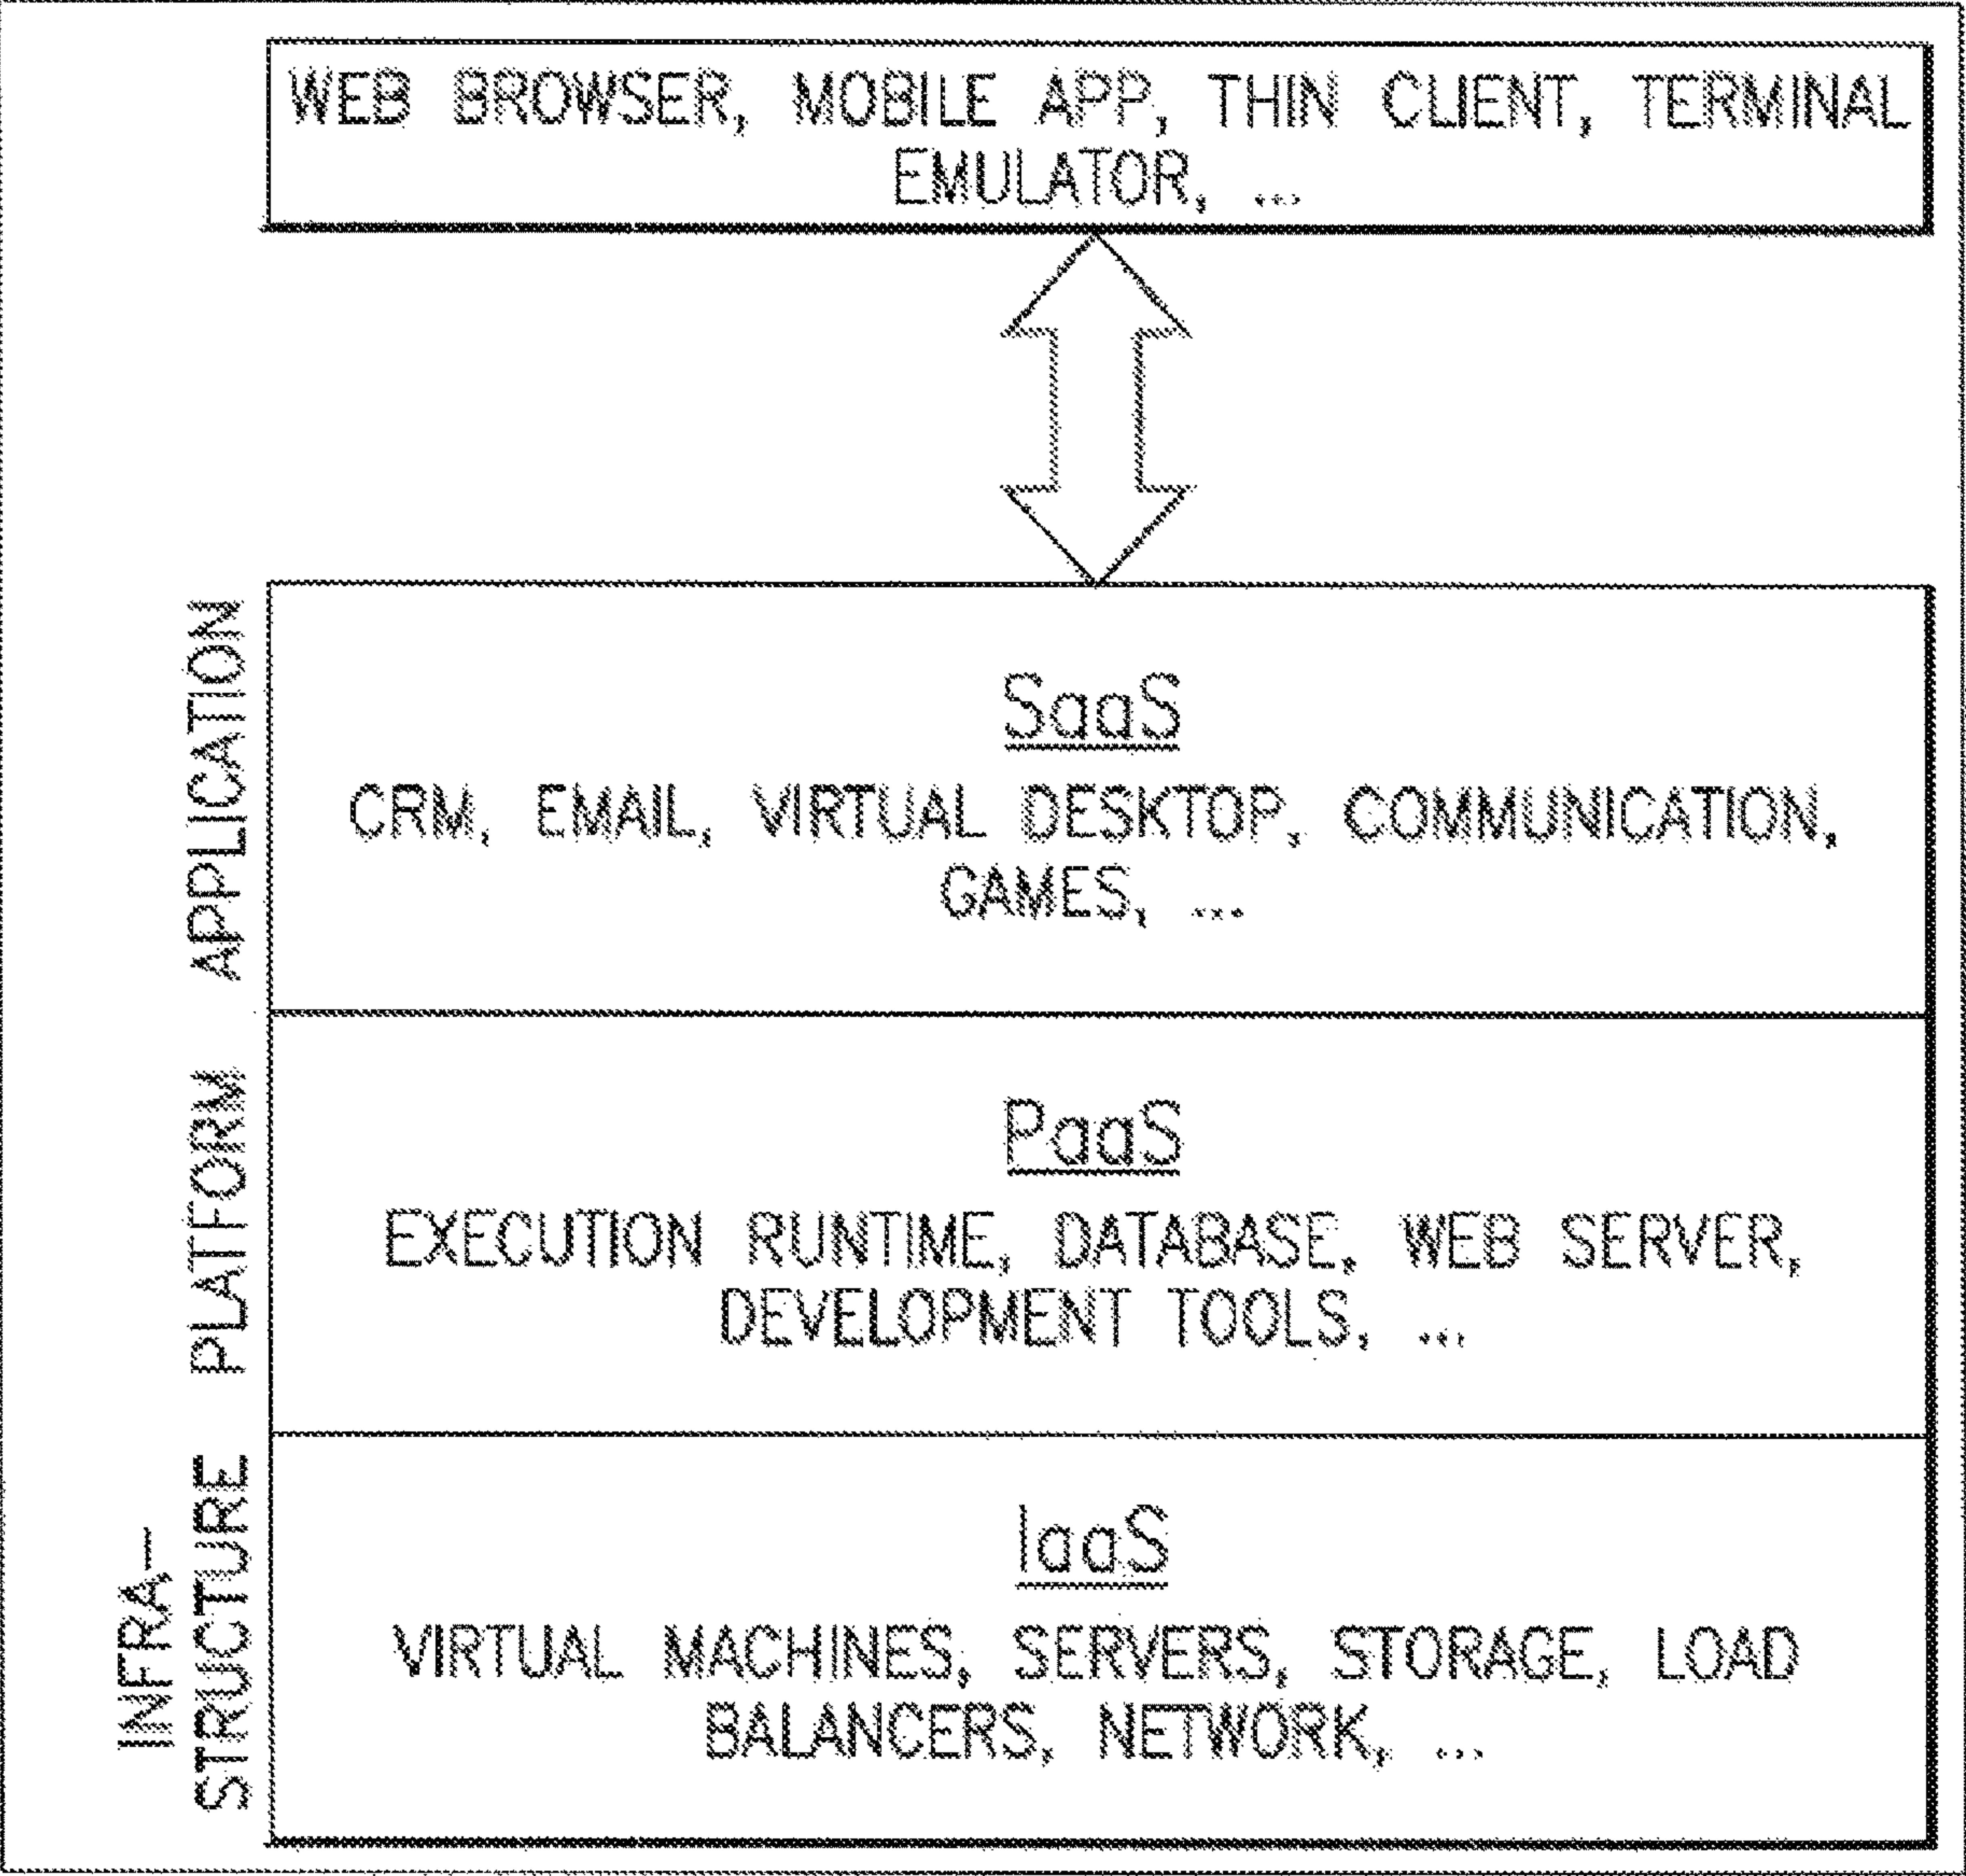 WEB BROWSER, MOBILE APP, THIN CLIENT, TERMINAL
EMULATOR, ...
APPLICATION
SaaS
CRM, EMAIL, VIRTUAL DESKTOP, COMMUNICATION,
GAMES, ...
PLATFORM
PaaS
EXECUTION RUNTIME, DATABASE, WEB SERVER,
DEVELOPMENT TOOLS, ...
INFRA-
STRUCTURE
IaaS
VIRTUAL MACHINES, SERVERS, STORAGE, LOAD
BALANCERS, NETWORK, ...